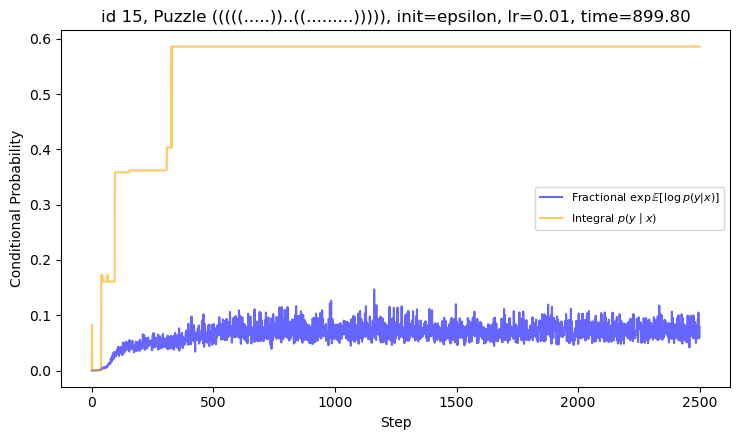 id 15, Puzzle (((((.....))..((.........))))), init=epsilon, lr=0.01, time=899.80
Conditional Probability
0.6
0.5
0.4
0.3
0.2
0.1
0.0
Fractional exp𝔼[log p(y|x)]
Integral p(y | x)
0 500 1000 1500 2000 2500
Step